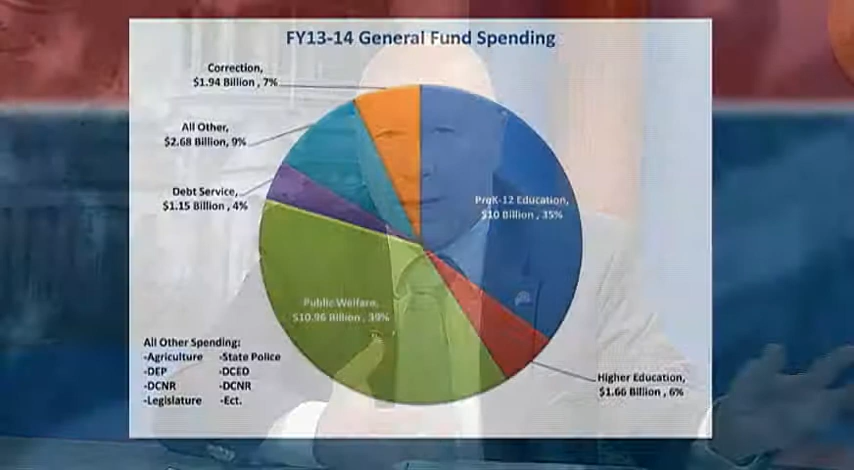 FY13-14 General Fund Spending
Correction,
$1.94 Billion , 7%
All Other,
$2.68 Billion, 9%
Debt Service,
$1.15 Billion , 4%
PreK-12 Education,
$10 Billion , 35%
Public Welfare,
$10.96 Billion , 39%
Higher Education,
$1.66 Billion , 6%
All Other Spending:
-Agriculture -State Police
-DEP -DCED
-DCNR -DCNR
-Legislature -Ect.